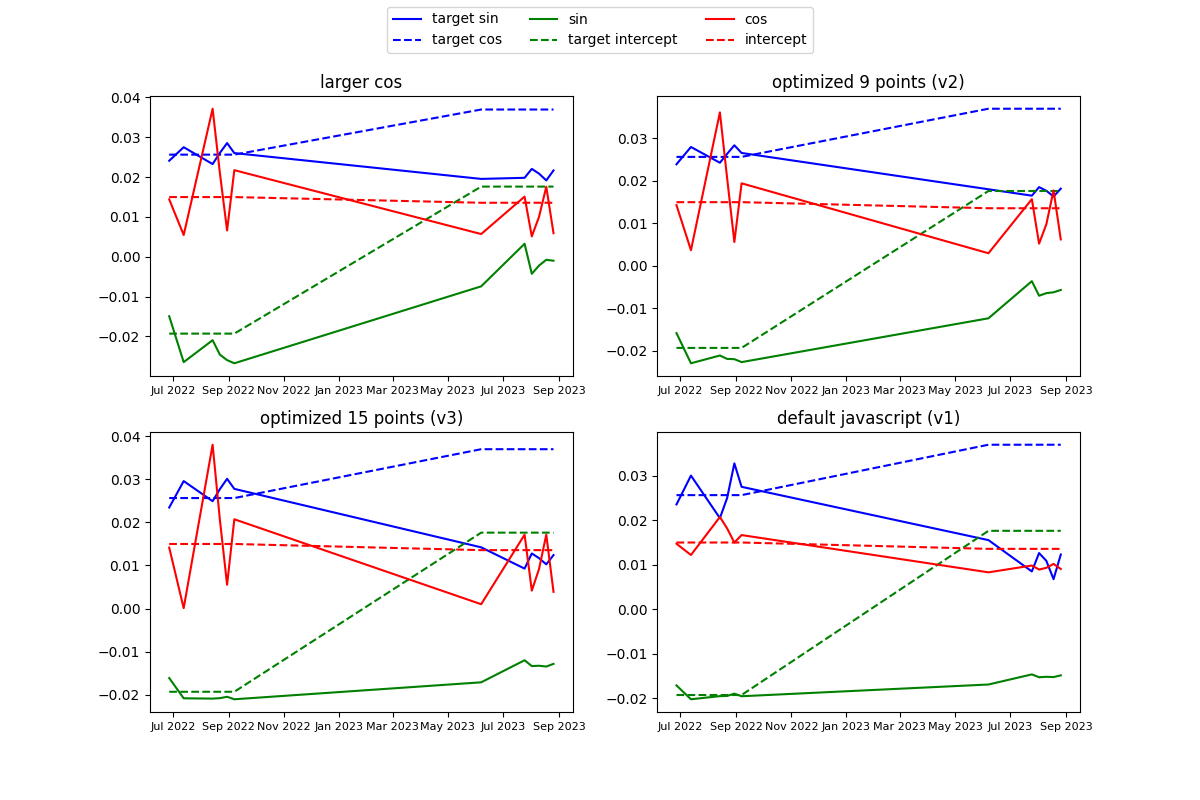 target sin sin cos
target cos target intercept intercept
larger cos
optimized 9 points (v2)
0.04
0.03
0.02
0.01
0.00
−0.01
−0.02
Jul 2022 Sep 2022 Nov 2022 Jan 2023 Mar 2023 May 2023 Jul 2023 Sep 2023
0.03
0.02
0.01
0.00
−0.01
−0.02
Jul 2022 Sep 2022 Nov 2022 Jan 2023 Mar 2023 May 2023 Jul 2023 Sep 2023
optimized 15 points (v3)
default javascript (v1)
0.04
0.03
0.02
0.01
0.00
−0.01
−0.02
Jul 2022 Sep 2022 Nov 2022 Jan 2023 Mar 2023 May 2023 Jul 2023 Sep 2023
0.03
0.02
0.01
0.00
−0.01
−0.02
Jul 2022 Sep 2022 Nov 2022 Jan 2023 Mar 2023 May 2023 Jul 2023 Sep 2023